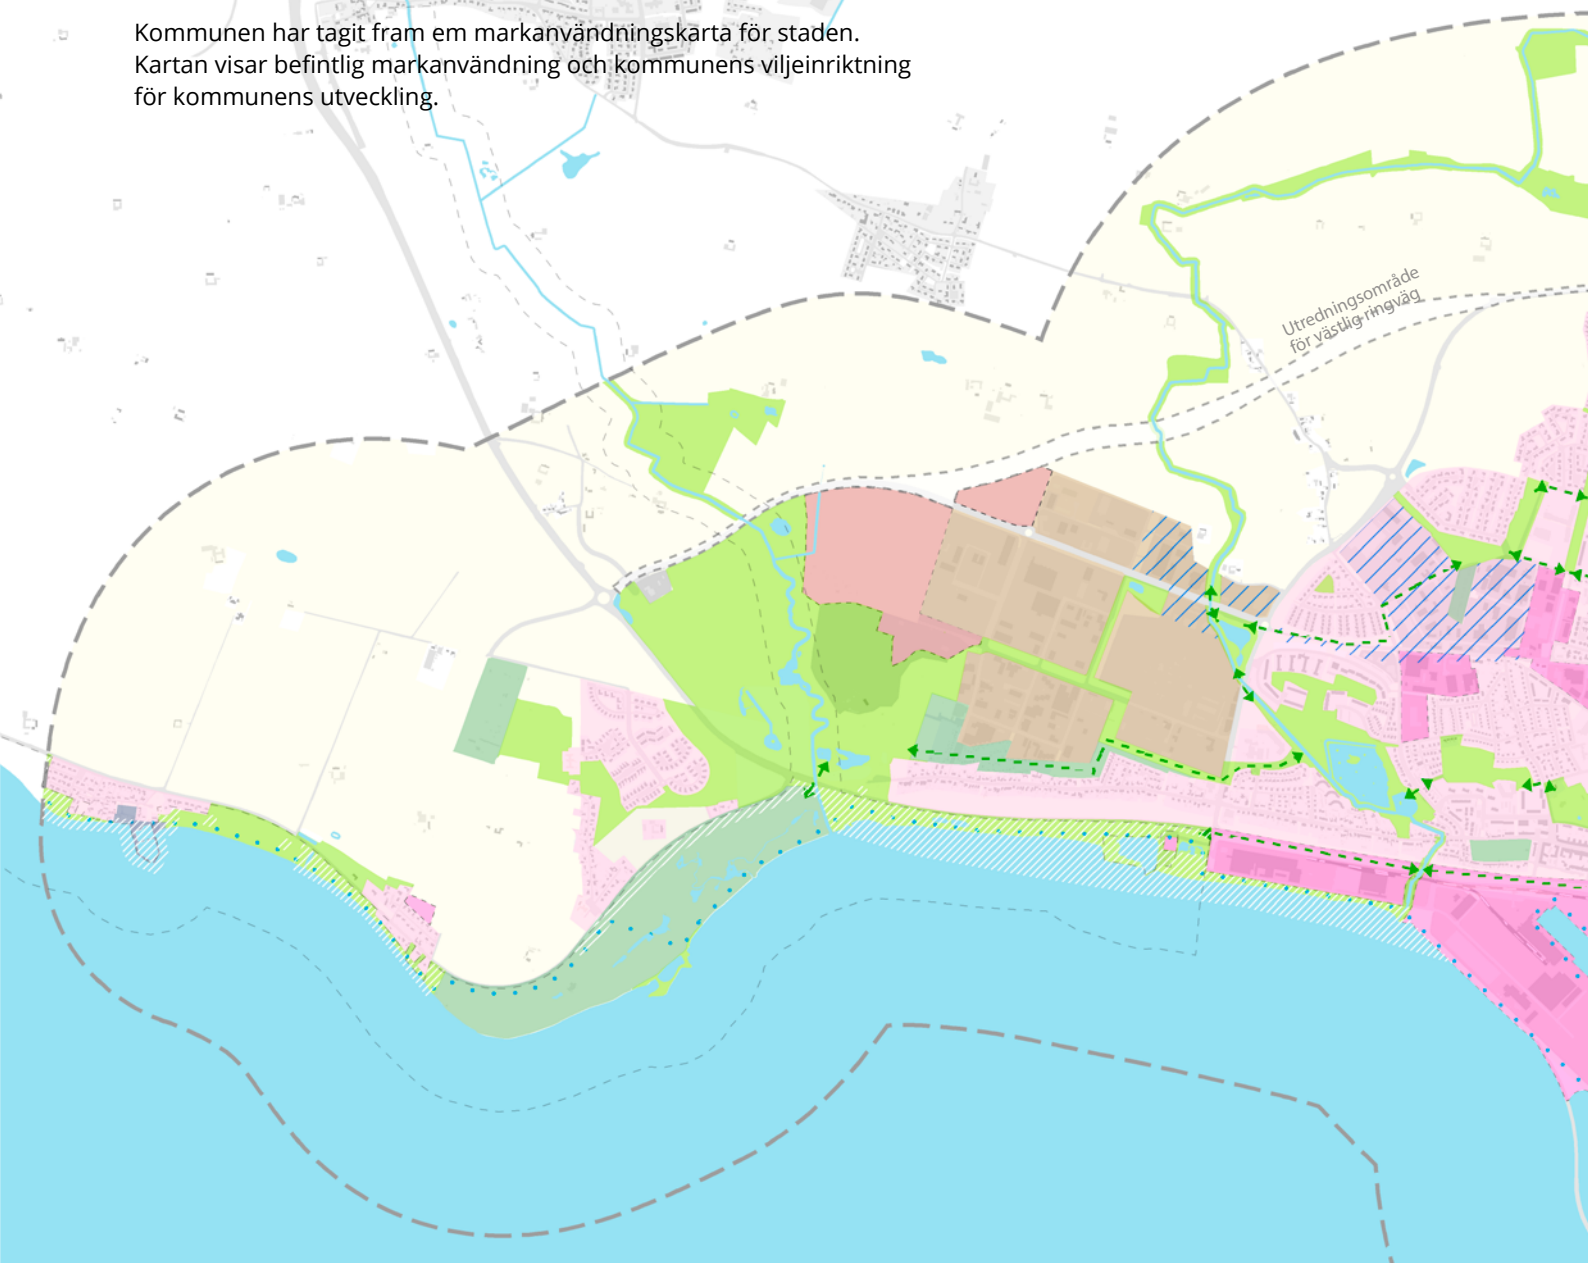 Kommunen har tagit fram em markanvändningskarta för staden.
Kartan visar befintlig markanvändning och kommunens viljeinriktning
för kommunens utveckling.
Utredningsområde
för västlig ringväg